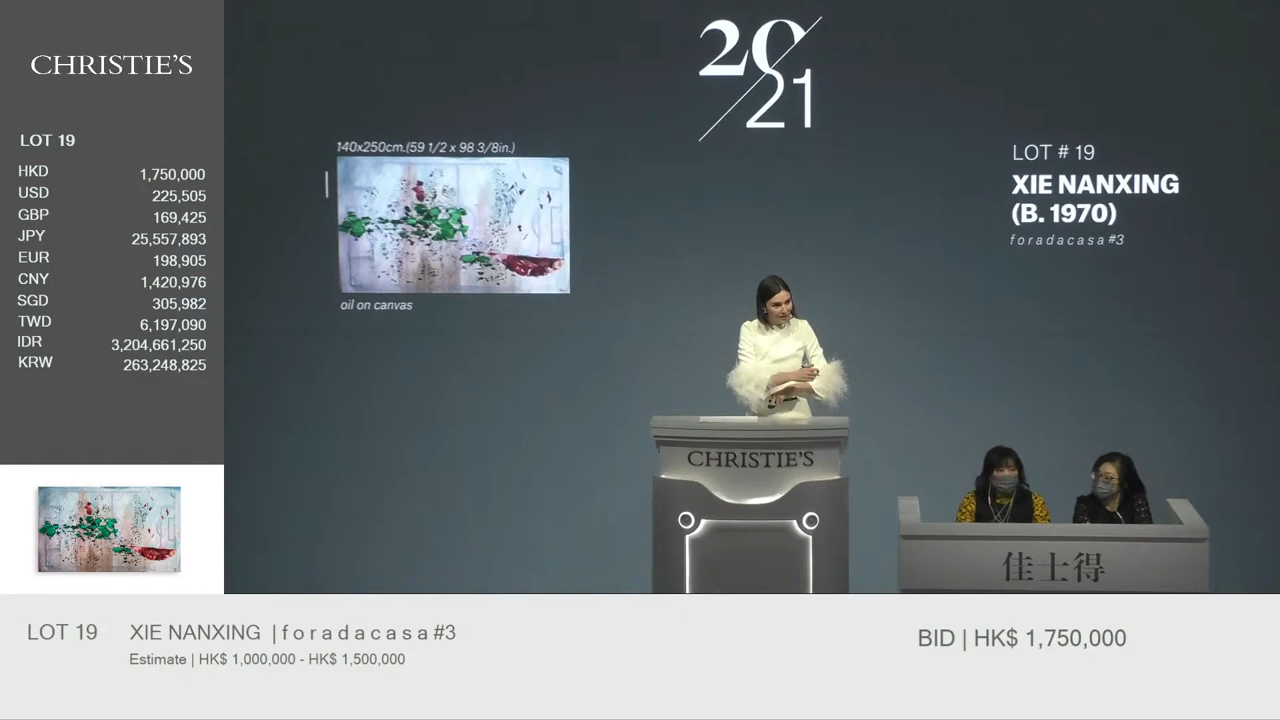 CHRISTIE'S
LOT 19
HKD 1,750,000
USD 225,505
GBP 169,425
JPY 25,557,893
EUR 198,905
CNY 1,420,976
SGD 305,982
TWD 6,197,090
IDR 3,204,661,250
KRW 263,248,825
20
21
140x250cm.(59 1/2 x 98 3/8in.)
oil on canvas
LOT # 19
XIE NANXING
(B. 1970)
f o r a d a c a s a #3
CHRISTIE'S
佳士得
LOT 19 XIE NANXING | f o r a d a c a s a #3
Estimate | HK$ 1,000,000 - HK$ 1,500,000
BID | HK$ 1,750,000